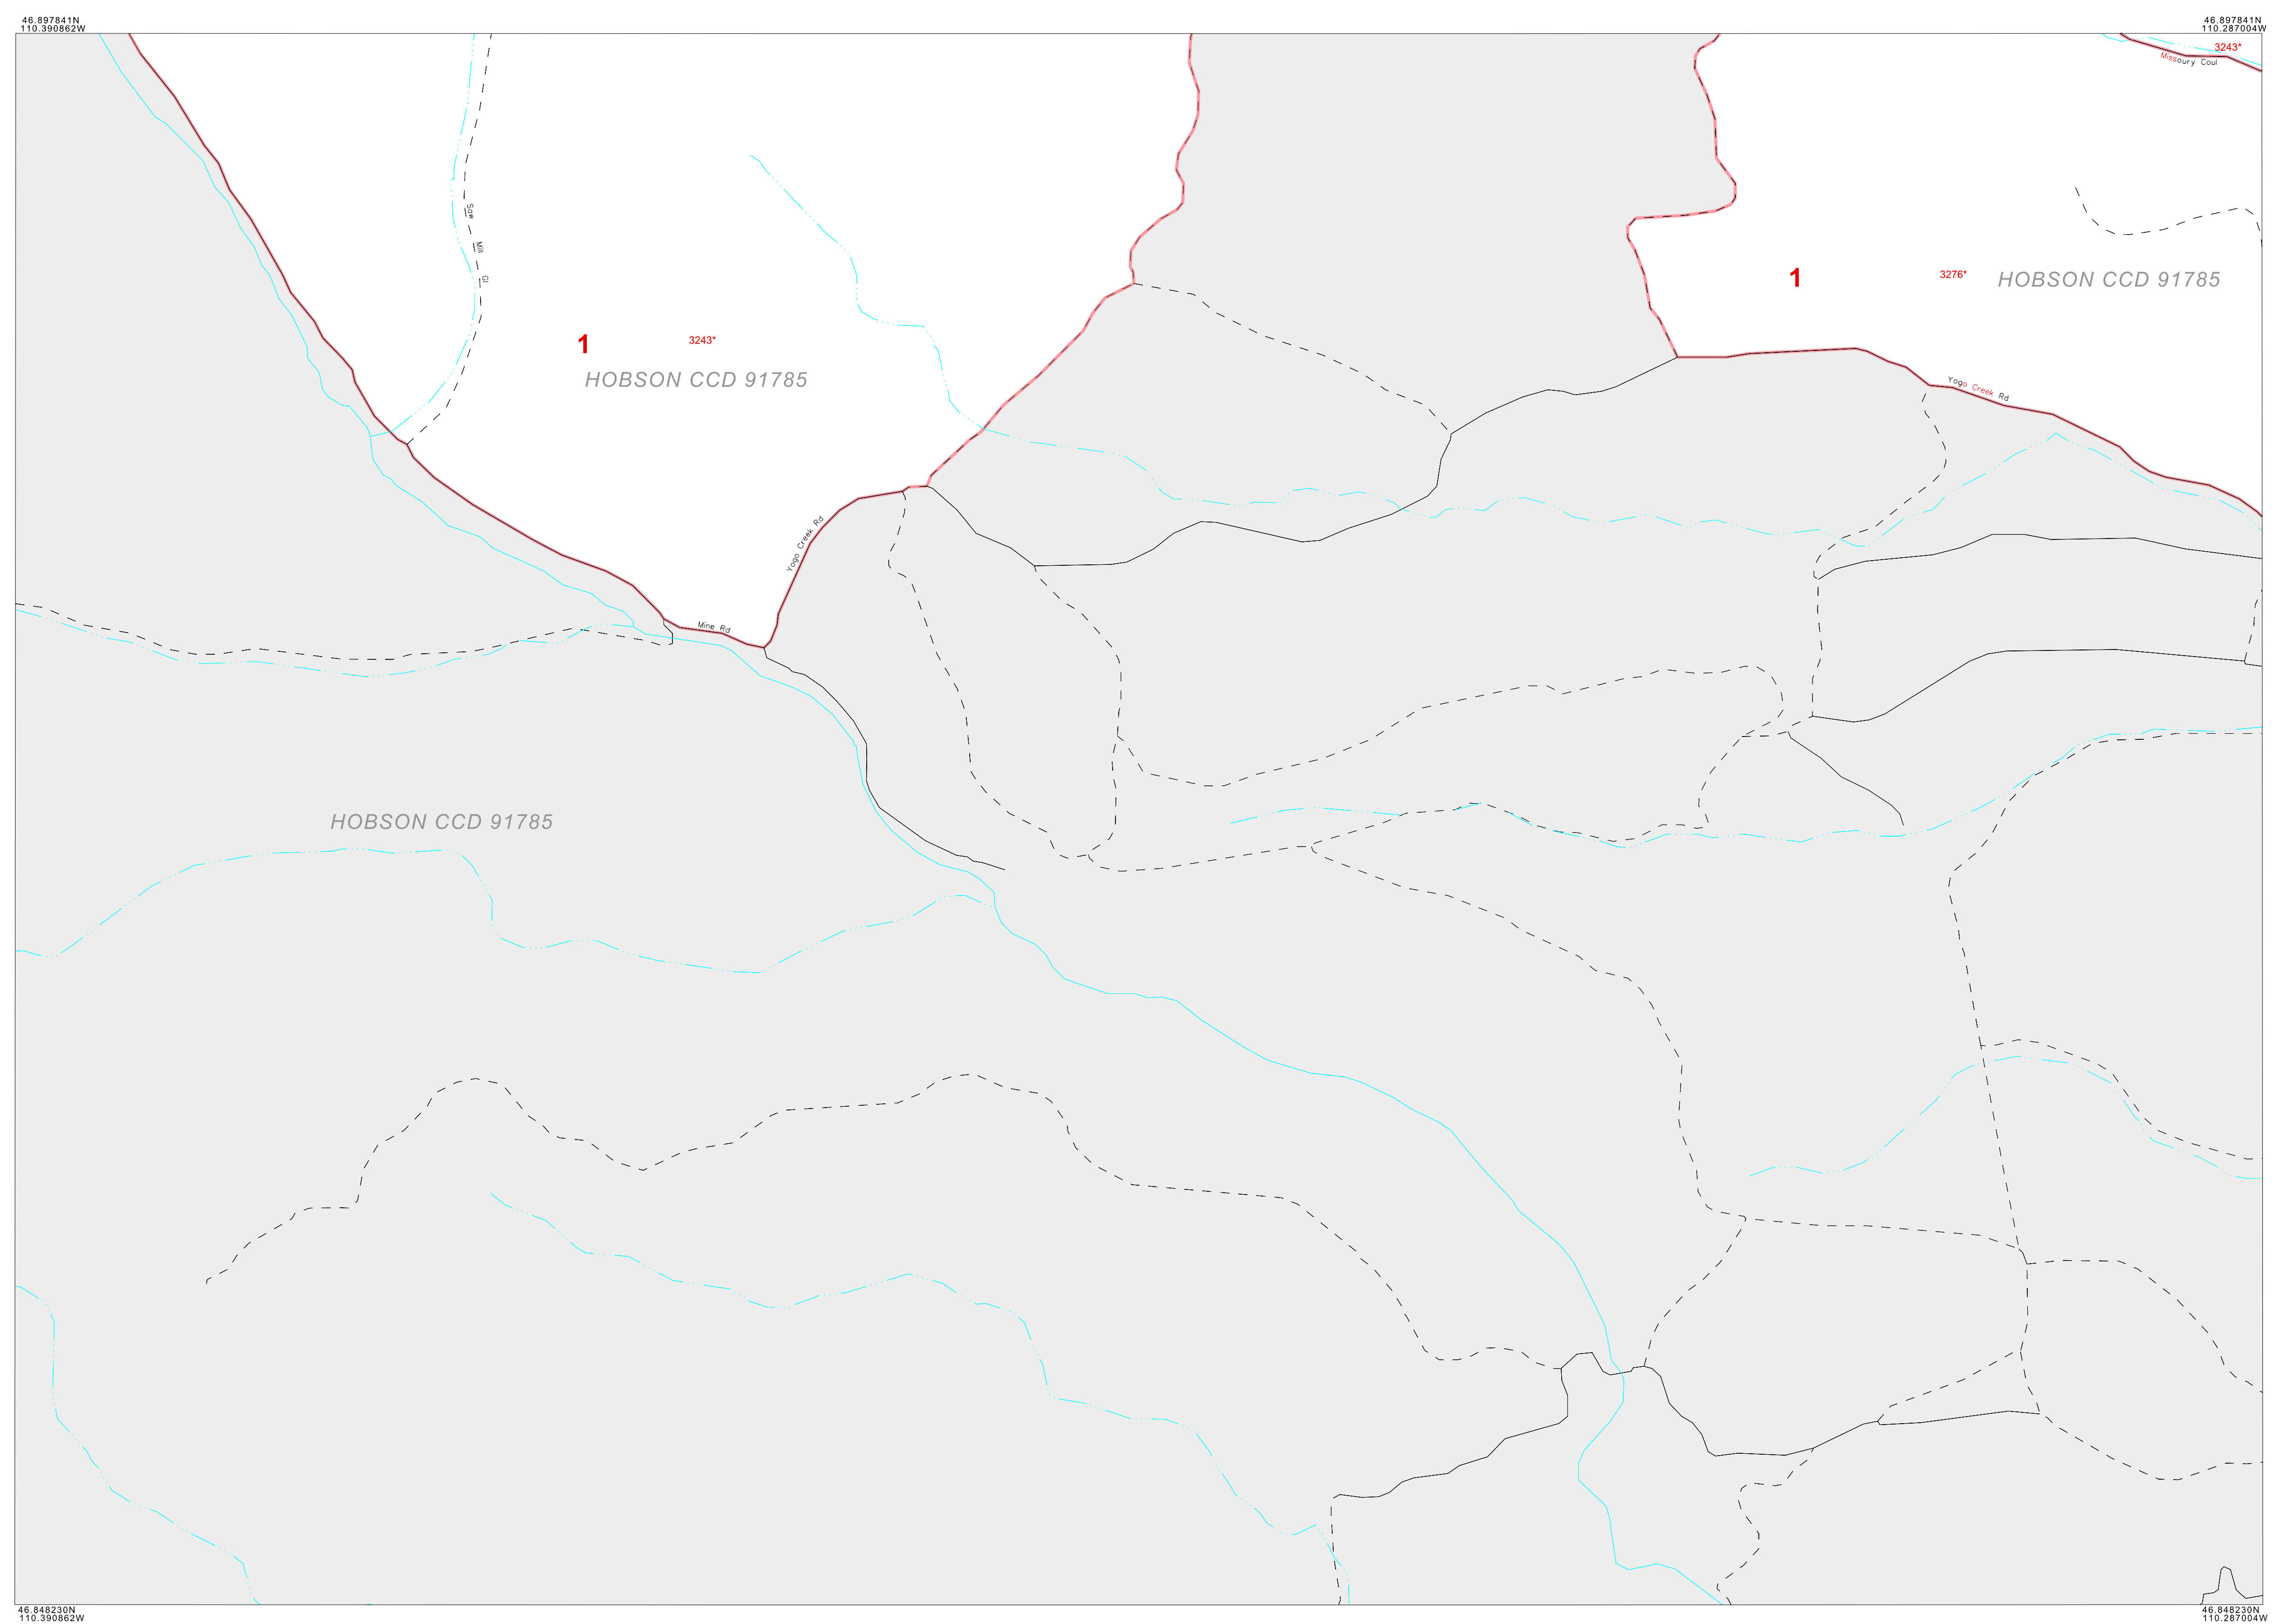 46.897841N
110.390862W
46.897841N
110.287004W
3243*
Missoury Coul
Saw Mill Gl
1
3276*
HOBSON CCD 91785
1
3243*
HOBSON CCD 91785
Yogo Creek Rd
Yogo Creek Rd
Mine Rd
HOBSON CCD 91785
46.848230N
110.390862W
46.848230N
110.287004W